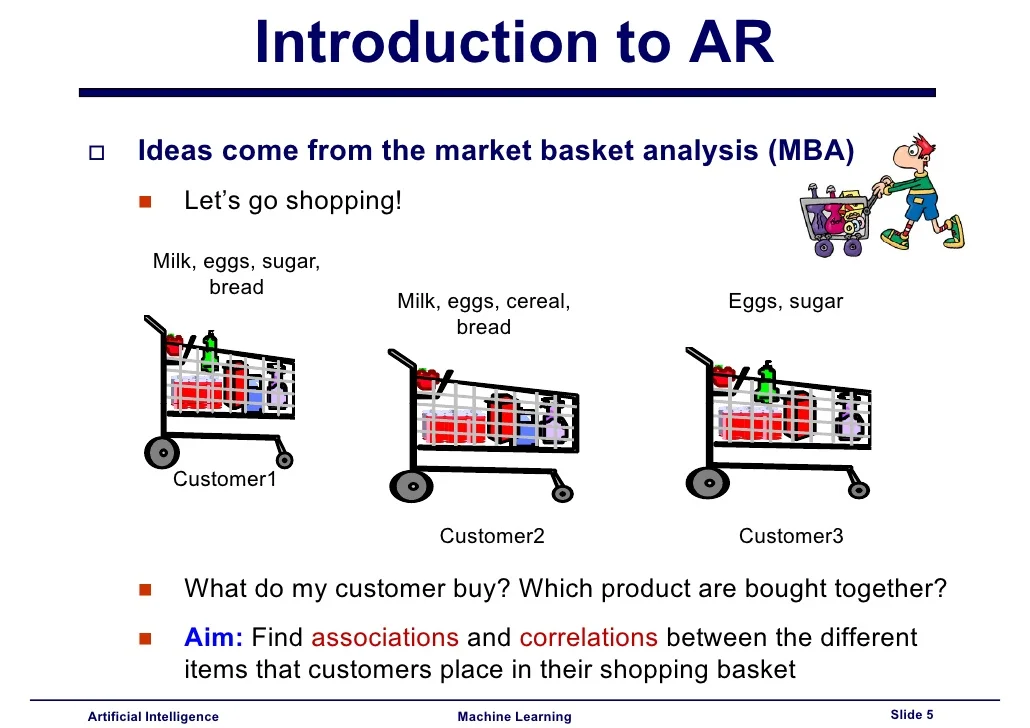 Introduction to AR
Ideas come from the market basket analysis (MBA)
Let’s go shopping!
Milk, eggs, sugar,
bread
Milk, eggs, cereal,
bread
Eggs, sugar
Customer1
Customer2
Customer3
What do my customer buy? Which product are bought together?
Aim: Find associations and correlations between the different
items that customers place in their shopping basket
Artificial Intelligence
Machine Learning
Slide 5